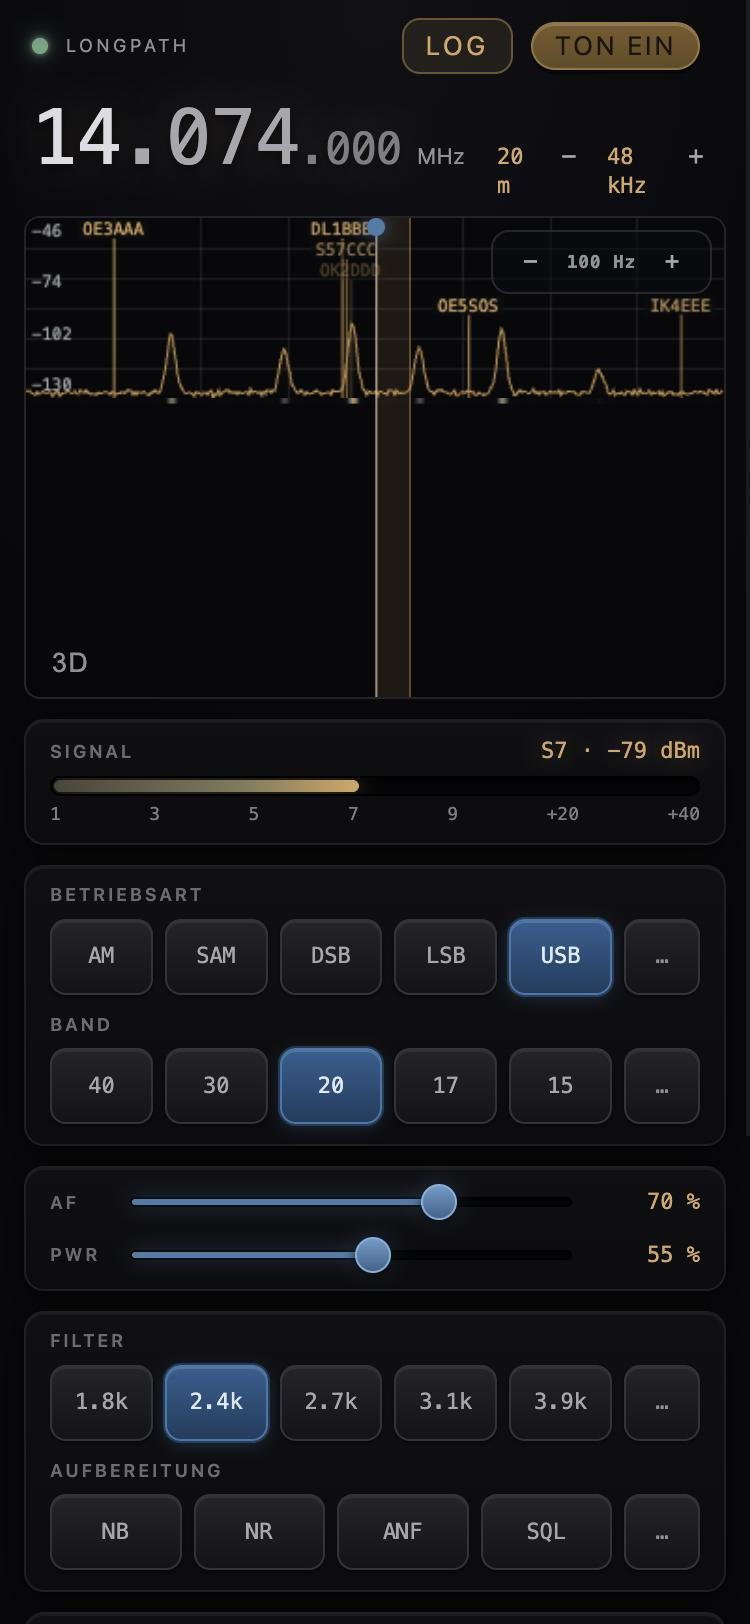 LONGPATH LOG TON EIN
14.074.000 MHz 20 m − 48 kHz +
−46 OE3AAA DL1BBB
S57CCC − 100 Hz +
OK2DDD
−74
OE5SOS IK4EEE
−102
−130
3D
SIGNAL S7 · −79 dBm
1 3 5 7 9 +20 +40
BETRIEBSART
AM SAM DSB LSB USB …
BAND
40 30 20 17 15 …
AF 70 %
PWR 55 %
FILTER
1.8k 2.4k 2.7k 3.1k 3.9k …
AUFBEREITUNG
NB NR ANF SQL …